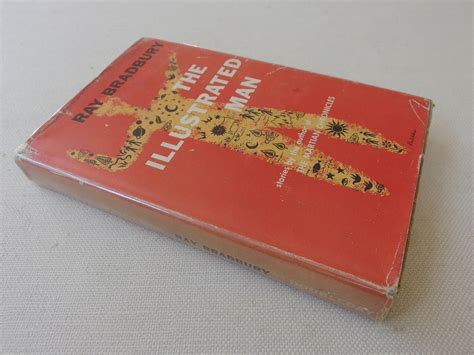 RAY BRADBURY
THE
ILLUSTRATED
MAN
stories by the author of
THE MARTIAN CHRONICLES
RAY BRADBURY